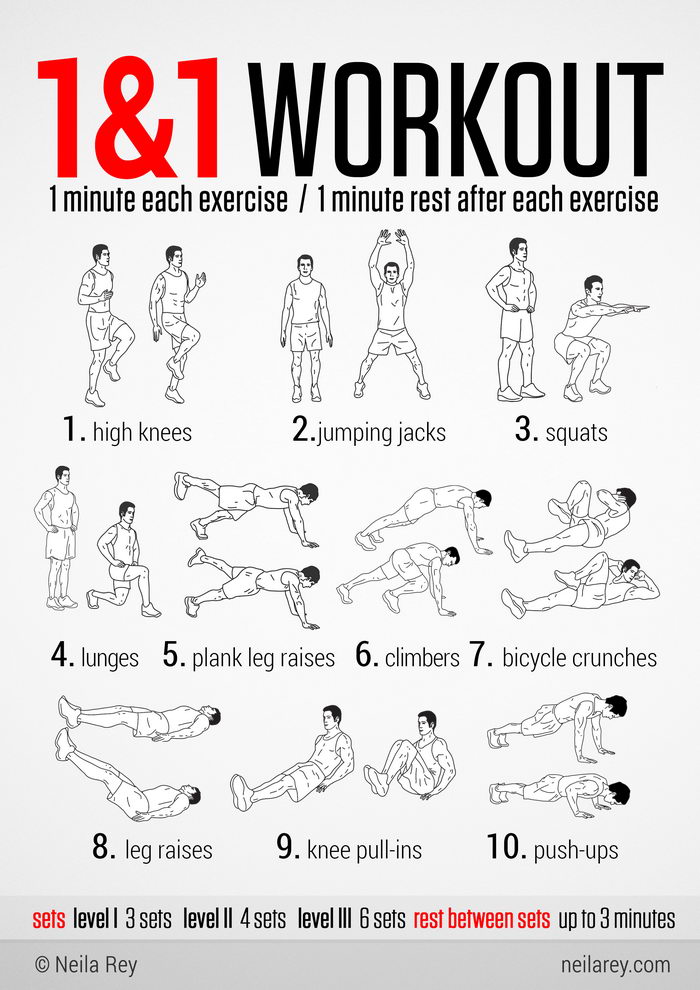 1&1 WORKOUT
1 minute each exercise / 1 minute rest after each exercise
1. high knees 2.jumping jacks 3. squats
4. lunges 5. plank leg raises 6. climbers 7. bicycle crunches
8. leg raises 9. knee pull-ins 10. push-ups
sets level I 3 sets level II 4 sets level III 6 sets rest between sets up to 3 minutes
© Neila Rey neilarey.com